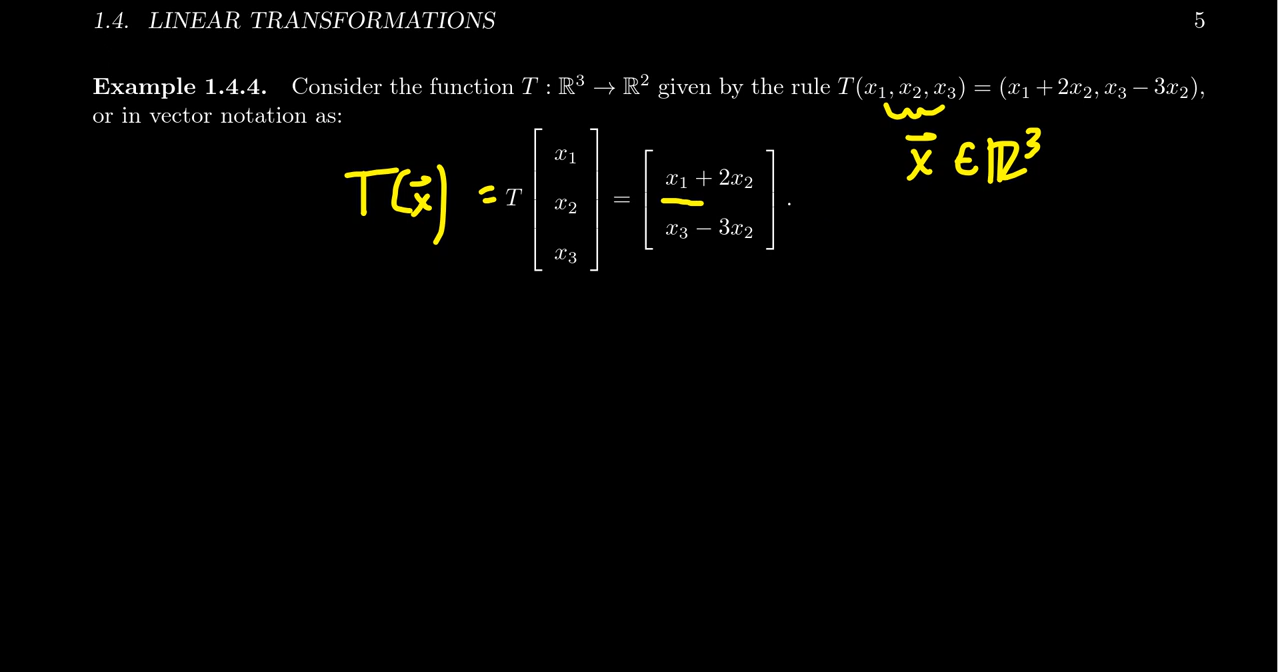 1.4. LINEAR TRANSFORMATIONS 5
Example 1.4.4. Consider the function T : ℝ³ → ℝ² given by the rule T(x₁, x₂, x₃) = (x₁ + 2x₂, x₃ − 3x₂),
or in vector notation as:
x⃗ ∈ ℝ³
T(x⃗) = T [ x₁ x₂ x₃ ] = [ x₁ + 2x₂ x₃ − 3x₂ ] .